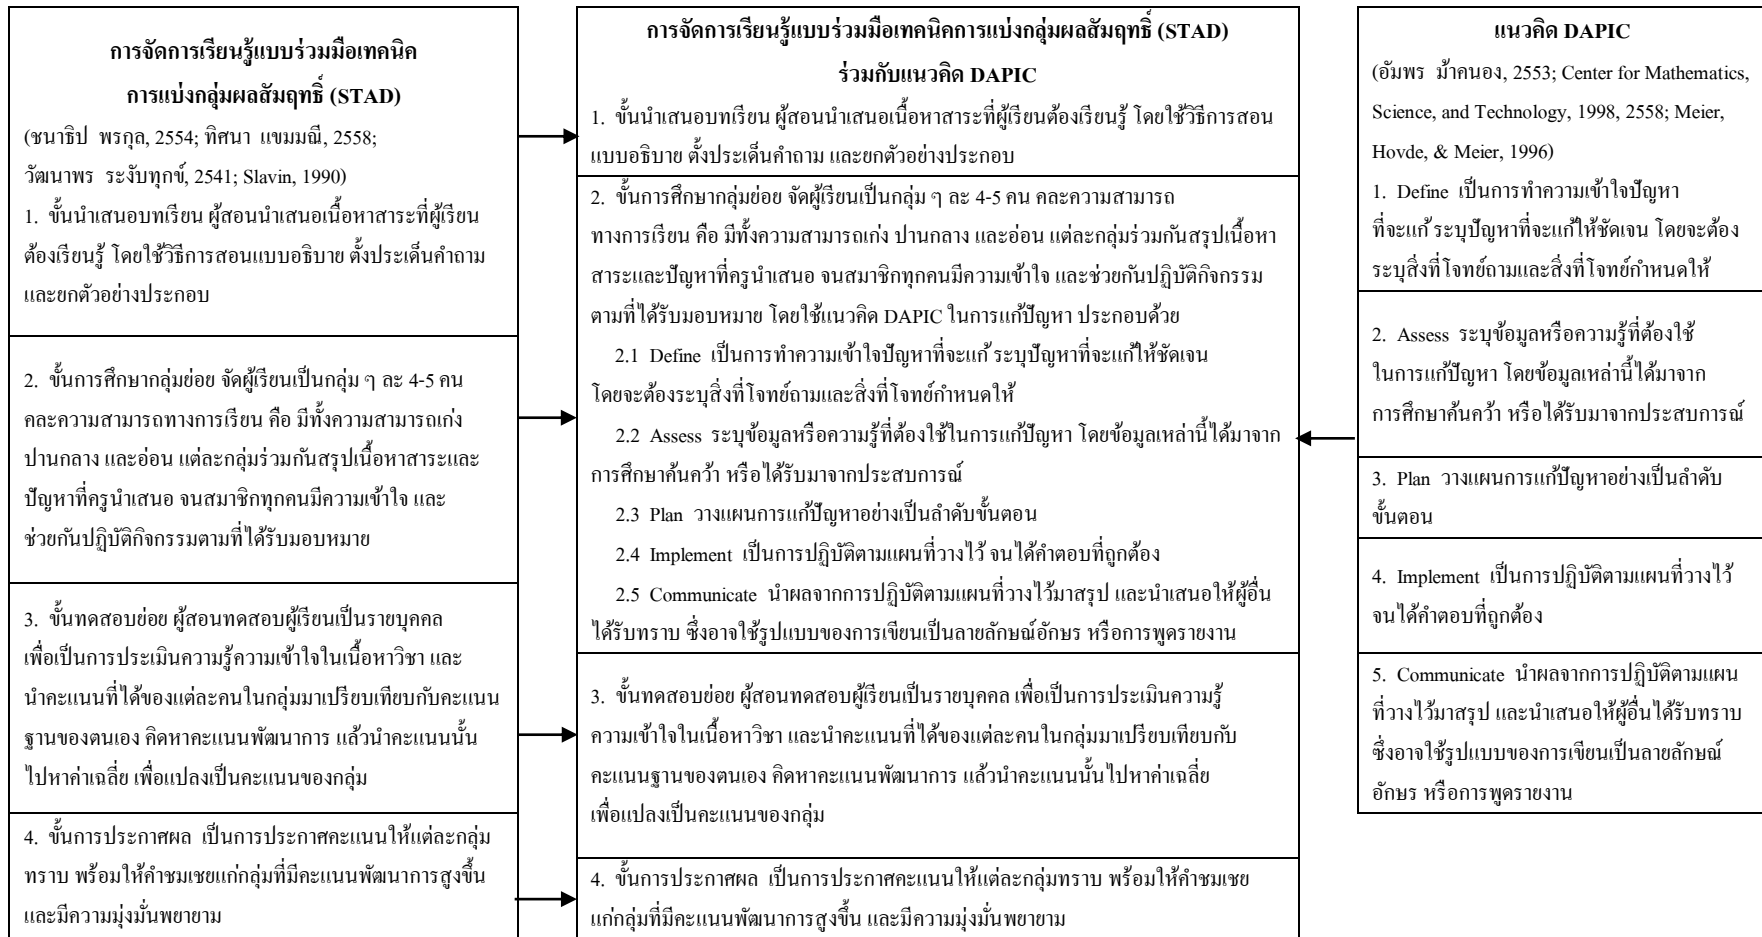 การจัดการเรียนรู้แบบร่วมมือเทคนิค
การแบ่งกลุ่มผลสัมฤทธิ์ (STAD)
(ชนาธิป พรกุล, 2554; ทิศนา แขมมณี, 2558;
วัฒนาพร ระงับทุกข์, 2541; Slavin, 1990)
1. ขั้นนำเสนอบทเรียน ผู้สอนนำเสนอเนื้อหาสาระที่ผู้เรียน
ต้องเรียนรู้ โดยใช้วิธีการสอนแบบอธิบาย ตั้งประเด็นคำถาม
และยกตัวอย่างประกอบ
2. ขั้นการศึกษากลุ่มย่อย จัดผู้เรียนเป็นกลุ่ม ๆ ละ 4-5 คน
คละความสามารถทางการเรียน คือ มีทั้งความสามารถเก่ง
ปานกลาง และอ่อน แต่ละกลุ่มร่วมกันสรุปเนื้อหาสาระและ
ปัญหาที่ครูนำเสนอ จนสมาชิกทุกคนมีความเข้าใจ และ
ช่วยกันปฏิบัติกิจกรรมตามที่ได้รับมอบหมาย
3. ขั้นทดสอบย่อย ผู้สอนทดสอบผู้เรียนเป็นรายบุคคล
เพื่อเป็นการประเมินความรู้ความเข้าใจในเนื้อหาวิชา และ
นำคะแนนที่ได้ของแต่ละคนในกลุ่มมาเปรียบเทียบกับคะแนน
ฐานของตนเอง คิดหาคะแนนพัฒนาการ แล้วนำคะแนนนั้น
ไปหาค่าเฉลี่ย เพื่อแปลงเป็นคะแนนของกลุ่ม
4. ขั้นการประกาศผล เป็นการประกาศคะแนนให้แต่ละกลุ่ม
ทราบ พร้อมให้คำชมเชยแก่กลุ่มที่มีคะแนนพัฒนาการสูงขึ้น
และมีความมุ่งมั่นพยายาม
การจัดการเรียนรู้แบบร่วมมือเทคนิคการแบ่งกลุ่มผลสัมฤทธิ์ (STAD)
ร่วมกับแนวคิด DAPIC
1. ขั้นนำเสนอบทเรียน ผู้สอนนำเสนอเนื้อหาสาระที่ผู้เรียนต้องเรียนรู้ โดยใช้วิธีการสอน
แบบอธิบาย ตั้งประเด็นคำถาม และยกตัวอย่างประกอบ
2. ขั้นการศึกษากลุ่มย่อย จัดผู้เรียนเป็นกลุ่ม ๆ ละ 4-5 คน คละความสามารถ
ทางการเรียน คือ มีทั้งความสามารถเก่ง ปานกลาง และอ่อน แต่ละกลุ่มร่วมกันสรุปเนื้อหา
สาระและปัญหาที่ครูนำเสนอ จนสมาชิกทุกคนมีความเข้าใจ และช่วยกันปฏิบัติกิจกรรม
ตามที่ได้รับมอบหมาย โดยใช้แนวคิด DAPIC ในการแก้ปัญหา ประกอบด้วย
2.1 Define เป็นการทำความเข้าใจปัญหาที่จะแก้ ระบุปัญหาที่จะแก้ให้ชัดเจน
โดยจะต้องระบุสิ่งที่โจทย์ถามและสิ่งที่โจทย์กำหนดให้
2.2 Assess ระบุข้อมูลหรือความรู้ที่ต้องใช้ในการแก้ปัญหา โดยข้อมูลเหล่านี้ได้มาจาก
การศึกษาค้นคว้า หรือได้รับมาจากประสบการณ์
2.3 Plan วางแผนการแก้ปัญหาอย่างเป็นลำดับขั้นตอน
2.4 Implement เป็นการปฏิบัติตามแผนที่วางไว้ จนได้คำตอบที่ถูกต้อง
2.5 Communicate นำผลจากการปฏิบัติตามแผนที่วางไว้มาสรุป และนำเสนอให้ผู้อื่น
ได้รับทราบ ซึ่งอาจใช้รูปแบบของการเขียนเป็นลายลักษณ์อักษร หรือการพูดรายงาน
3. ขั้นทดสอบย่อย ผู้สอนทดสอบผู้เรียนเป็นรายบุคคล เพื่อเป็นการประเมินความรู้
ความเข้าใจในเนื้อหาวิชา และนำคะแนนที่ได้ของแต่ละคนในกลุ่มมาเปรียบเทียบกับ
คะแนนฐานของตนเอง คิดหาคะแนนพัฒนาการ แล้วนำคะแนนนั้นไปหาค่าเฉลี่ย
เพื่อแปลงเป็นคะแนนของกลุ่ม
4. ขั้นการประกาศผล เป็นการประกาศคะแนนให้แต่ละกลุ่มทราบ พร้อมให้คำชมเชย
แก่กลุ่มที่มีคะแนนพัฒนาการสูงขึ้น และมีความมุ่งมั่นพยายาม
แนวคิด DAPIC
(อัมพร ม้าคนอง, 2553; Center for Mathematics,
Science, and Technology, 1998, 2558; Meier,
Hovde, & Meier, 1996)
1. Define เป็นการทำความเข้าใจปัญหา
ที่จะแก้ ระบุปัญหาที่จะแก้ให้ชัดเจน โดยจะต้อง
ระบุสิ่งที่โจทย์ถามและสิ่งที่โจทย์กำหนดให้
2. Assess ระบุข้อมูลหรือความรู้ที่ต้องใช้
ในการแก้ปัญหา โดยข้อมูลเหล่านี้ได้มาจาก
การศึกษาค้นคว้า หรือได้รับมาจากประสบการณ์
3. Plan วางแผนการแก้ปัญหาอย่างเป็นลำดับ
ขั้นตอน
4. Implement เป็นการปฏิบัติตามแผนที่วางไว้
จนได้คำตอบที่ถูกต้อง
5. Communicate นำผลจากการปฏิบัติตามแผน
ที่วางไว้มาสรุป และนำเสนอให้ผู้อื่นได้รับทราบ
ซึ่งอาจใช้รูปแบบของการเขียนเป็นลายลักษณ์
อักษร หรือการพูดรายงาน